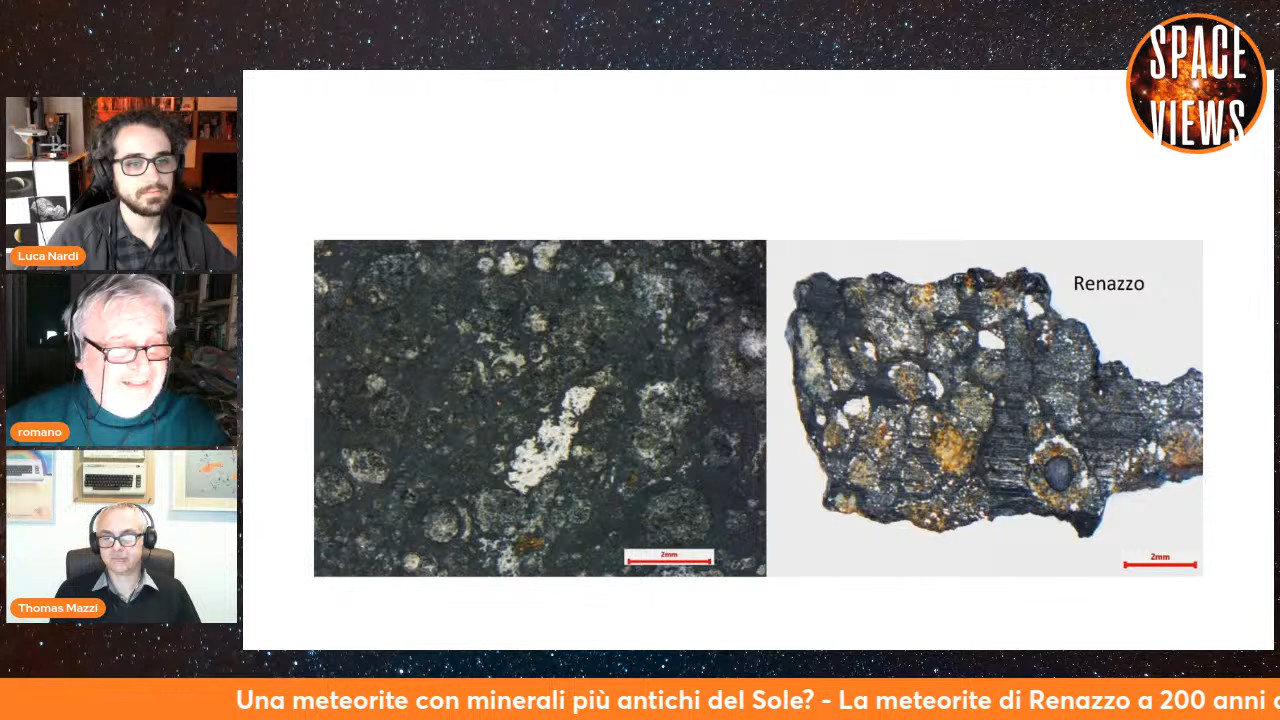 SPACE
VIEWS
Luca Nardi
romano
Thomas Mazzi
Renazzo
2mm
2mm
Una meteorite con minerali più antichi del Sole? - La meteorite di Renazzo a 200 anni